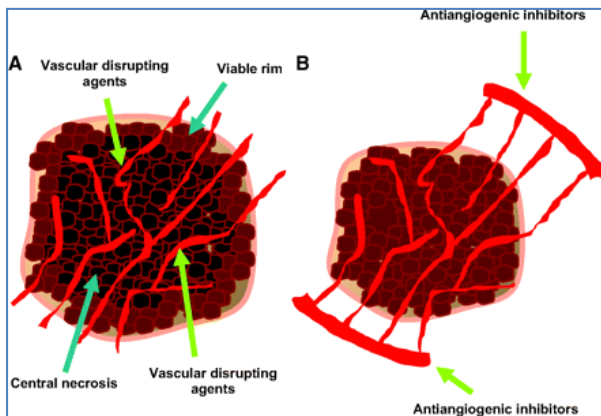 Antiangiogenic inhibitors
A
Vascular disrupting
agents
Viable rim
B
Central necrosis
Vascular disrupting
agents
Antiangiogenic inhibitors